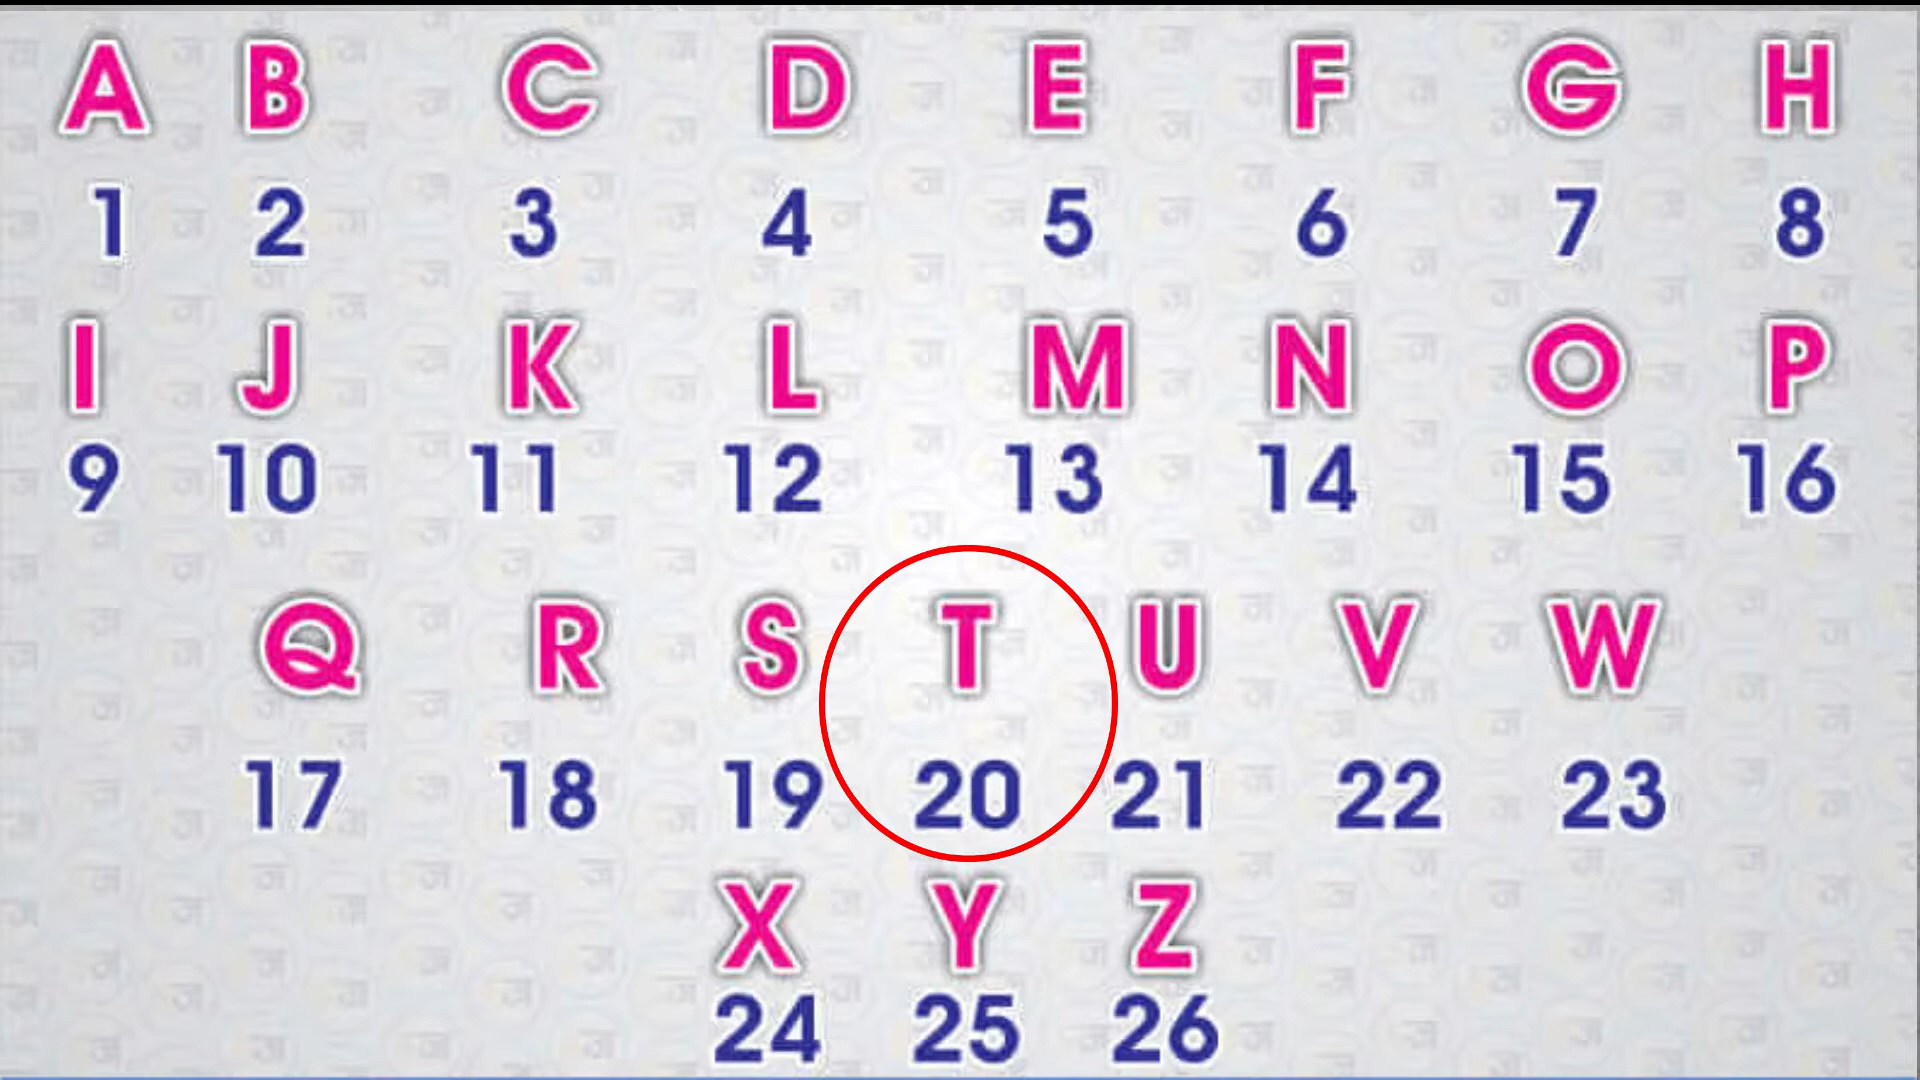 A B C D E F G H
1 2 3 4 5 6 7 8
I J K L M N O P
9 10 11 12 13 14 15 16
Q R S T U V W
17 18 19 20 21 22 23
X Y Z
24 25 26